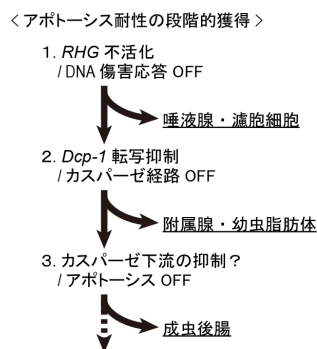 ＜アポトーシス耐性の段階的獲得＞
1. RHG 不活化
/ DNA 傷害応答 OFF
唾液腺・濾胞細胞
2. Dcp-1 転写抑制
/ カスパーゼ経路 OFF
附属腺・幼虫脂肪体
3. カスパーゼ下流の抑制？
/ アポトーシス OFF
成虫後腸